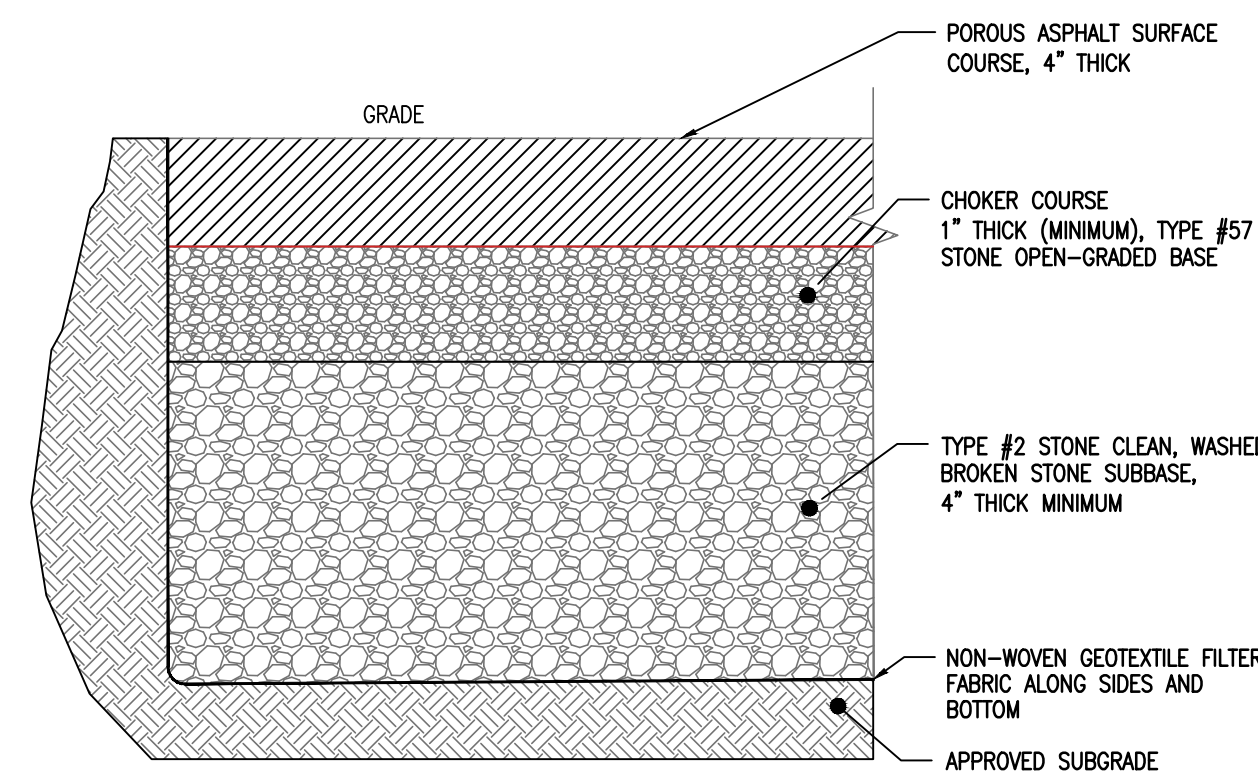 POROUS ASPHALT SURFACE
COURSE, 4" THICK
GRADE
CHOKER COURSE
1" THICK (MINIMUM), TYPE #57
STONE OPEN-GRADED BASE
TYPE #2 STONE CLEAN, WASHED
BROKEN STONE SUBBASE,
4" THICK MINIMUM
NON-WOVEN GEOTEXTILE FILTER
FABRIC ALONG SIDES AND
BOTTOM
APPROVED SUBGRADE